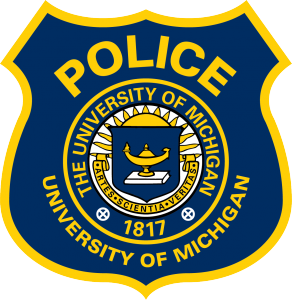 POLICE
THE UNIVERSITY OF MICHIGAN
ARTES·SCIENTIA·VERITAS·
1817
UNIVERSITY OF MICHIGAN